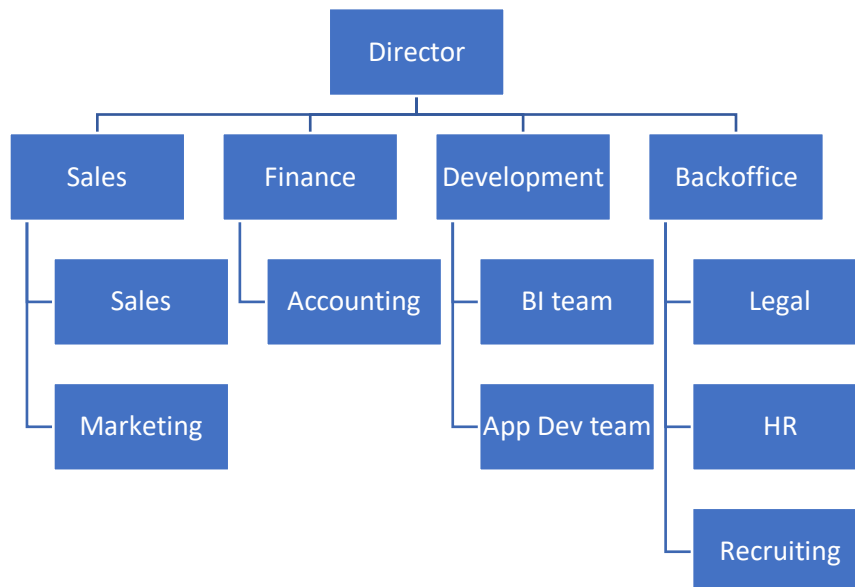 Director
Sales
Finance
Development
Backoffice
Sales
Accounting
BI team
Legal
Marketing
App Dev team
HR
Recruiting